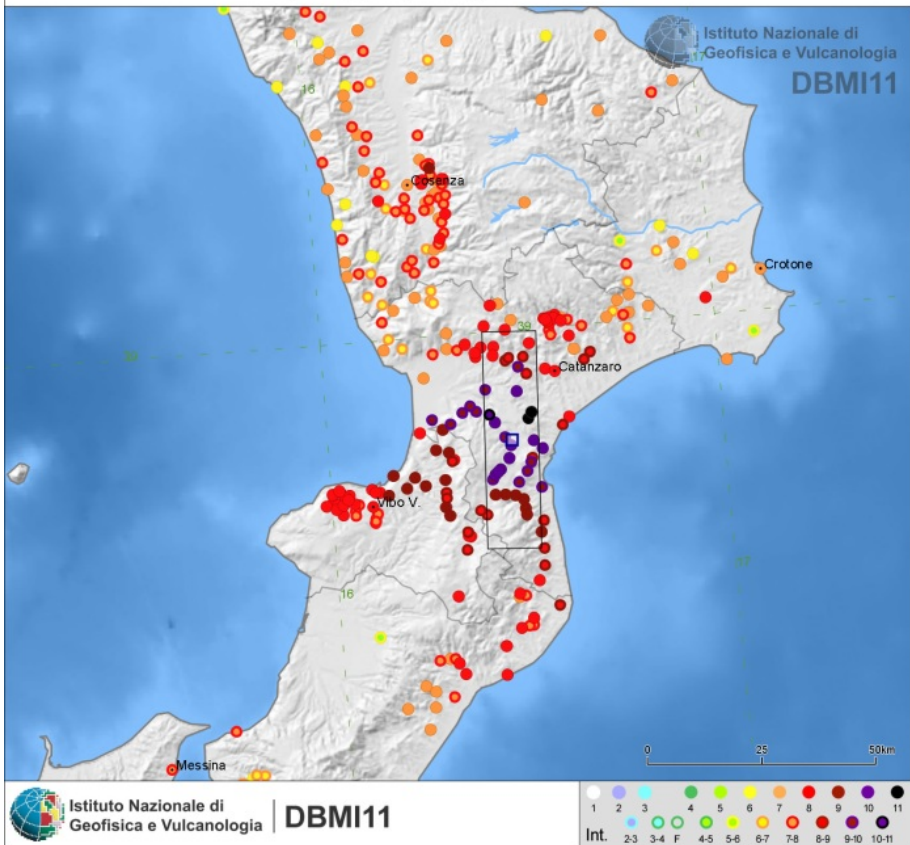 Istituto Nazionale di
Geofisica e Vulcanologia
17
DBMI11
16
Cosenza
Crotone
39
Catanzaro
Vibo V.
17
16
0 25 50km
Messina
Istituto Nazionale di
Geofisica e Vulcanologia
DBMI11
1 2 3 4 5 6 7 8 9 10 11
Int. 2-3 3-4 F 4-5 5-6 6-7 7-8 8-9 9-10 10-11